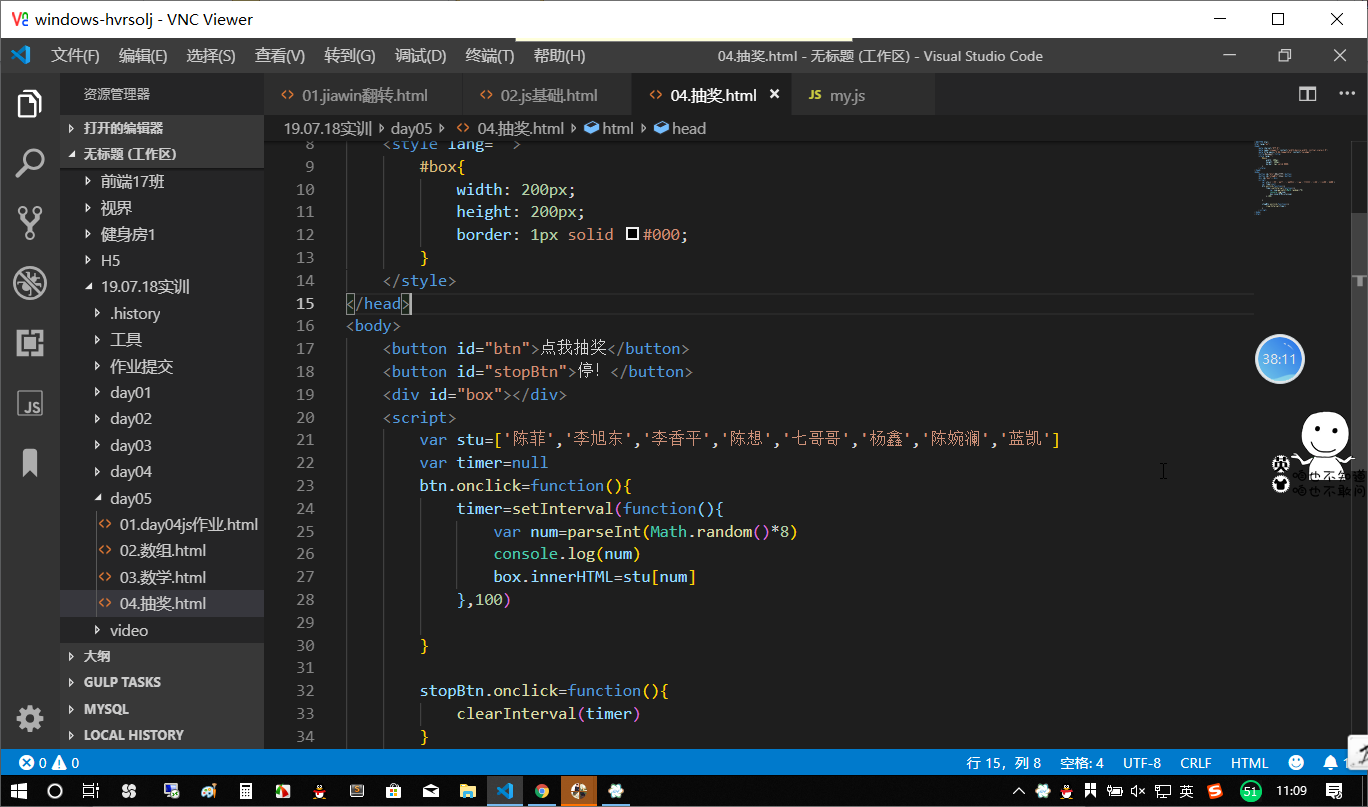 windows-hvrsolj - VNC Viewer
文件(F) 编辑(E) 选择(S) 查看(V) 转到(G) 调试(D) 终端(T) 帮助(H) 04.抽奖.html - 无标题 (工作区) - Visual Studio Code
资源管理器
打开的编辑器
无标题 (工作区)
前端17班
视界
健身房1
H5
19.07.18实训
.history
工具
作业提交
day01
day02
day03
day04
day05
01.day04js作业.html
02.数组.html
03.数学.html
04.抽奖.html
video
大纲
GULP TASKS
MYSQL
LOCAL HISTORY
01.jiawin翻转.html 02.js基础.html 04.抽奖.html JS my.js
19.07.18实训 day05 04.抽奖.html html head
8 <style lang="">
9 #box{
10 width: 200px;
11 height: 200px;
12 border: 1px solid #000;
13 }
14 </style>
15 </head>
16 <body>
17 <button id="btn">点我抽奖</button>
18 <button id="stopBtn">停! </button>
19 <div id="box"></div>
20 <script>
21 var stu=['陈菲','李旭东','李香平','陈想','七哥哥','杨鑫','陈婉澜','蓝凯']
22 var timer=null
23 btn.onclick=function(){
24 timer=setInterval(function(){
25 var num=parseInt(Math.random()*8)
26 console.log(num)
27 box.innerHTML=stu[num]
28 },100)
29
30 }
31
32 stopBtn.onclick=function(){
33 clearInterval(timer)
34 }
38:11
英
咱也不知道
咱也不敢问
0 0 行 15，列 8 空格: 4 UTF-8 CRLF HTML 1
英 51 11:09